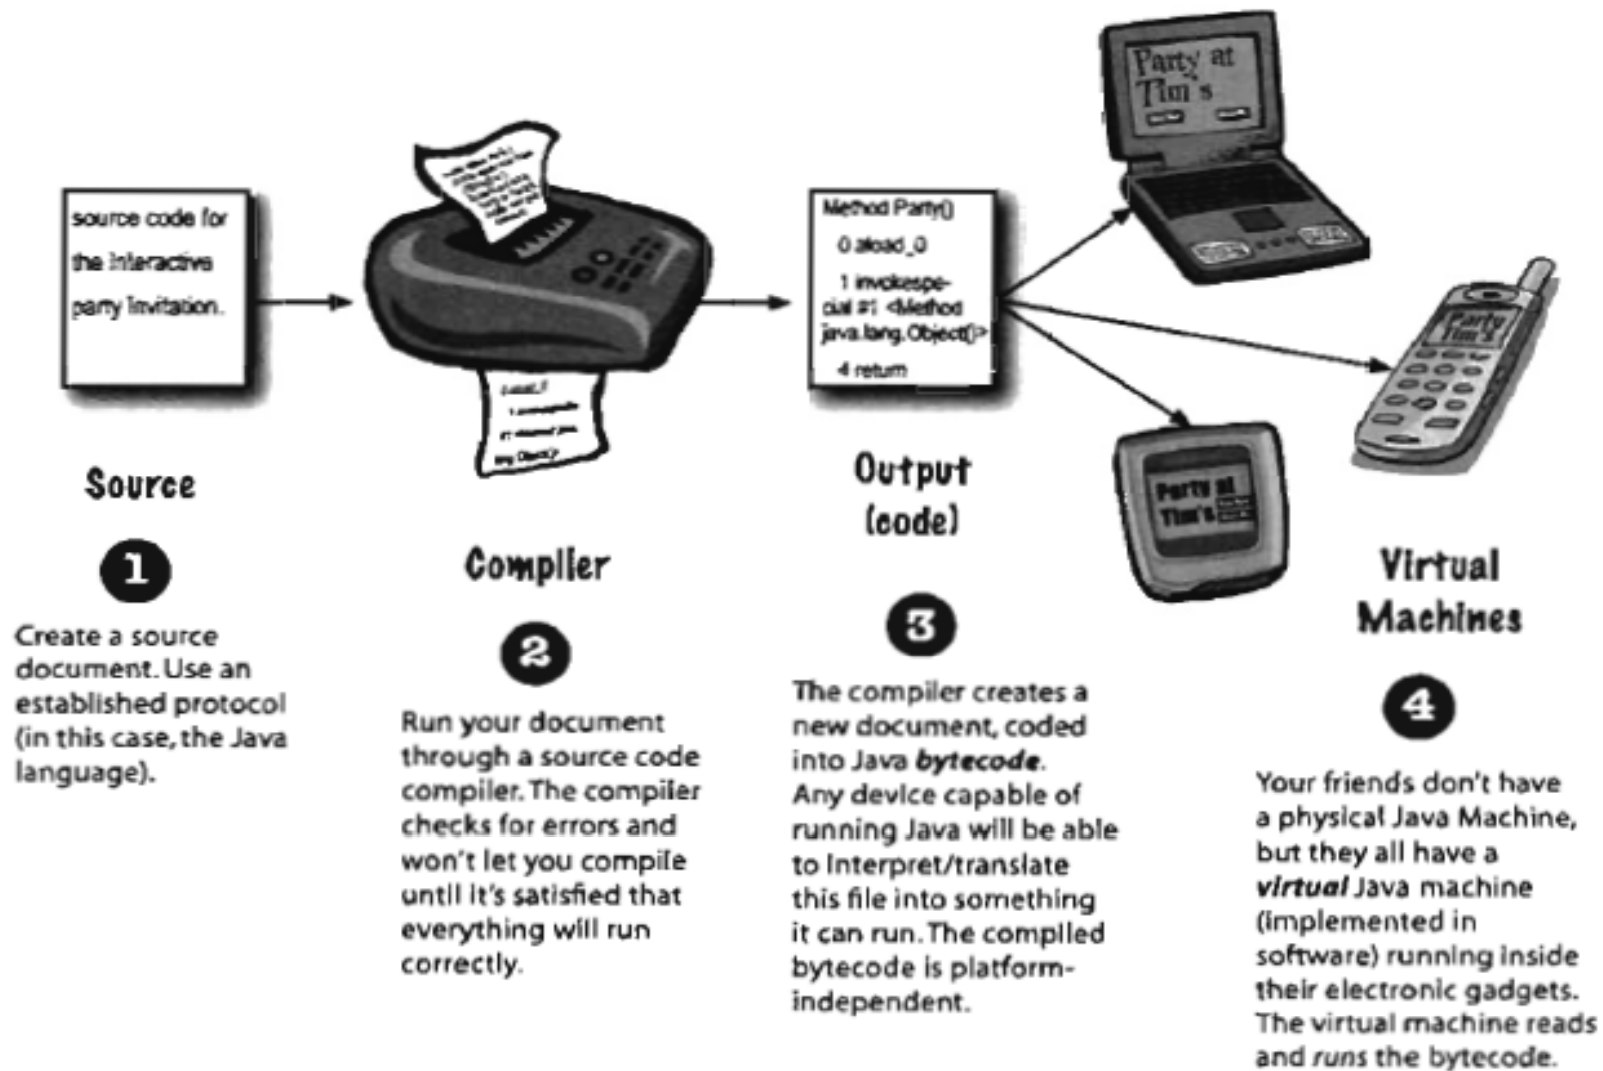 source code for
the Interactive
party Invitation.
Source
1
Create a source
document. Use an
established protocol
(in this case, the Java
language).
Compiler
2
Run your document
through a source code
compiler. The compiler
checks for errors and
won't let you compile
until it's satisfied that
everything will run
correctly.
Method Party()
0 aload_0
1 invokespe-
cial #1 <Method
java.lang.Object()>
4 return
Output
(code)
3
The compiler creates a
new document, coded
into Java bytecode.
Any device capable of
running Java will be able
to Interpret/translate
this file into something
it can run. The compiled
bytecode is platform-
independent.
Party at
Tim's
Party
Tim's
Party at
Tim's
Virtual
Machines
4
Your friends don't have
a physical Java Machine,
but they all have a
virtual Java machine
(implemented in
software) running inside
their electronic gadgets.
The virtual machine reads
and runs the bytecode.